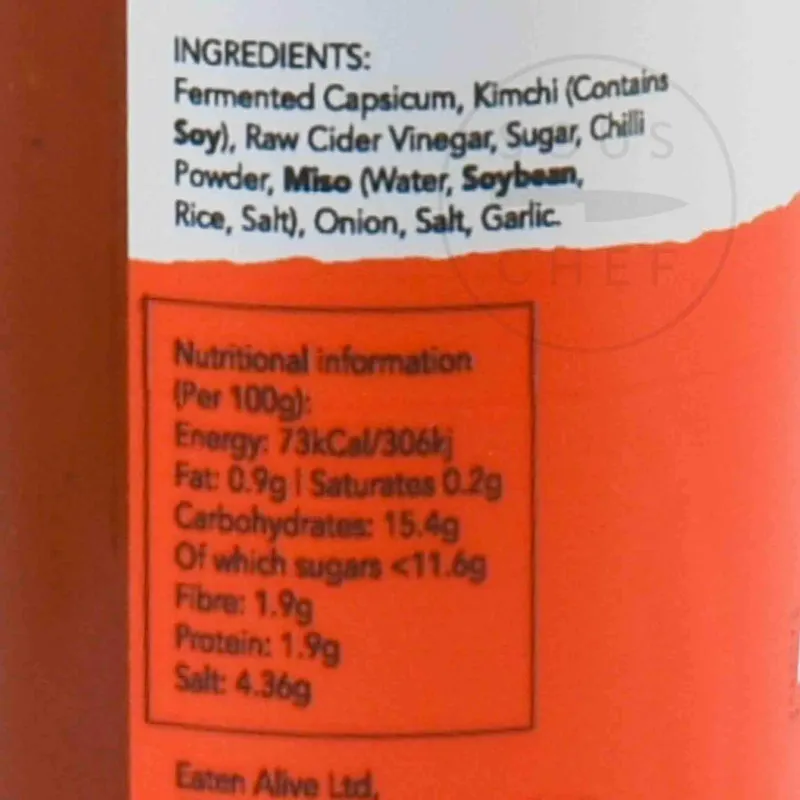 INGREDIENTS:
Fermented Capsicum, Kimchi (Contains
Soy), Raw Cider Vinegar, Sugar, Chilli
Powder, Miso (Water, Soybean,
Rice, Salt), Onion, Salt, Garlic.
SOUS
CHEF
Nutritional information
(Per 100g):
Energy: 73kCal/306kj
Fat: 0.9g | Saturates 0.2g
Carbohydrates: 15.4g
Of which sugars <11.6g
Fibre: 1.9g
Protein: 1.9g
Salt: 4.36g
Eaten Alive Ltd,